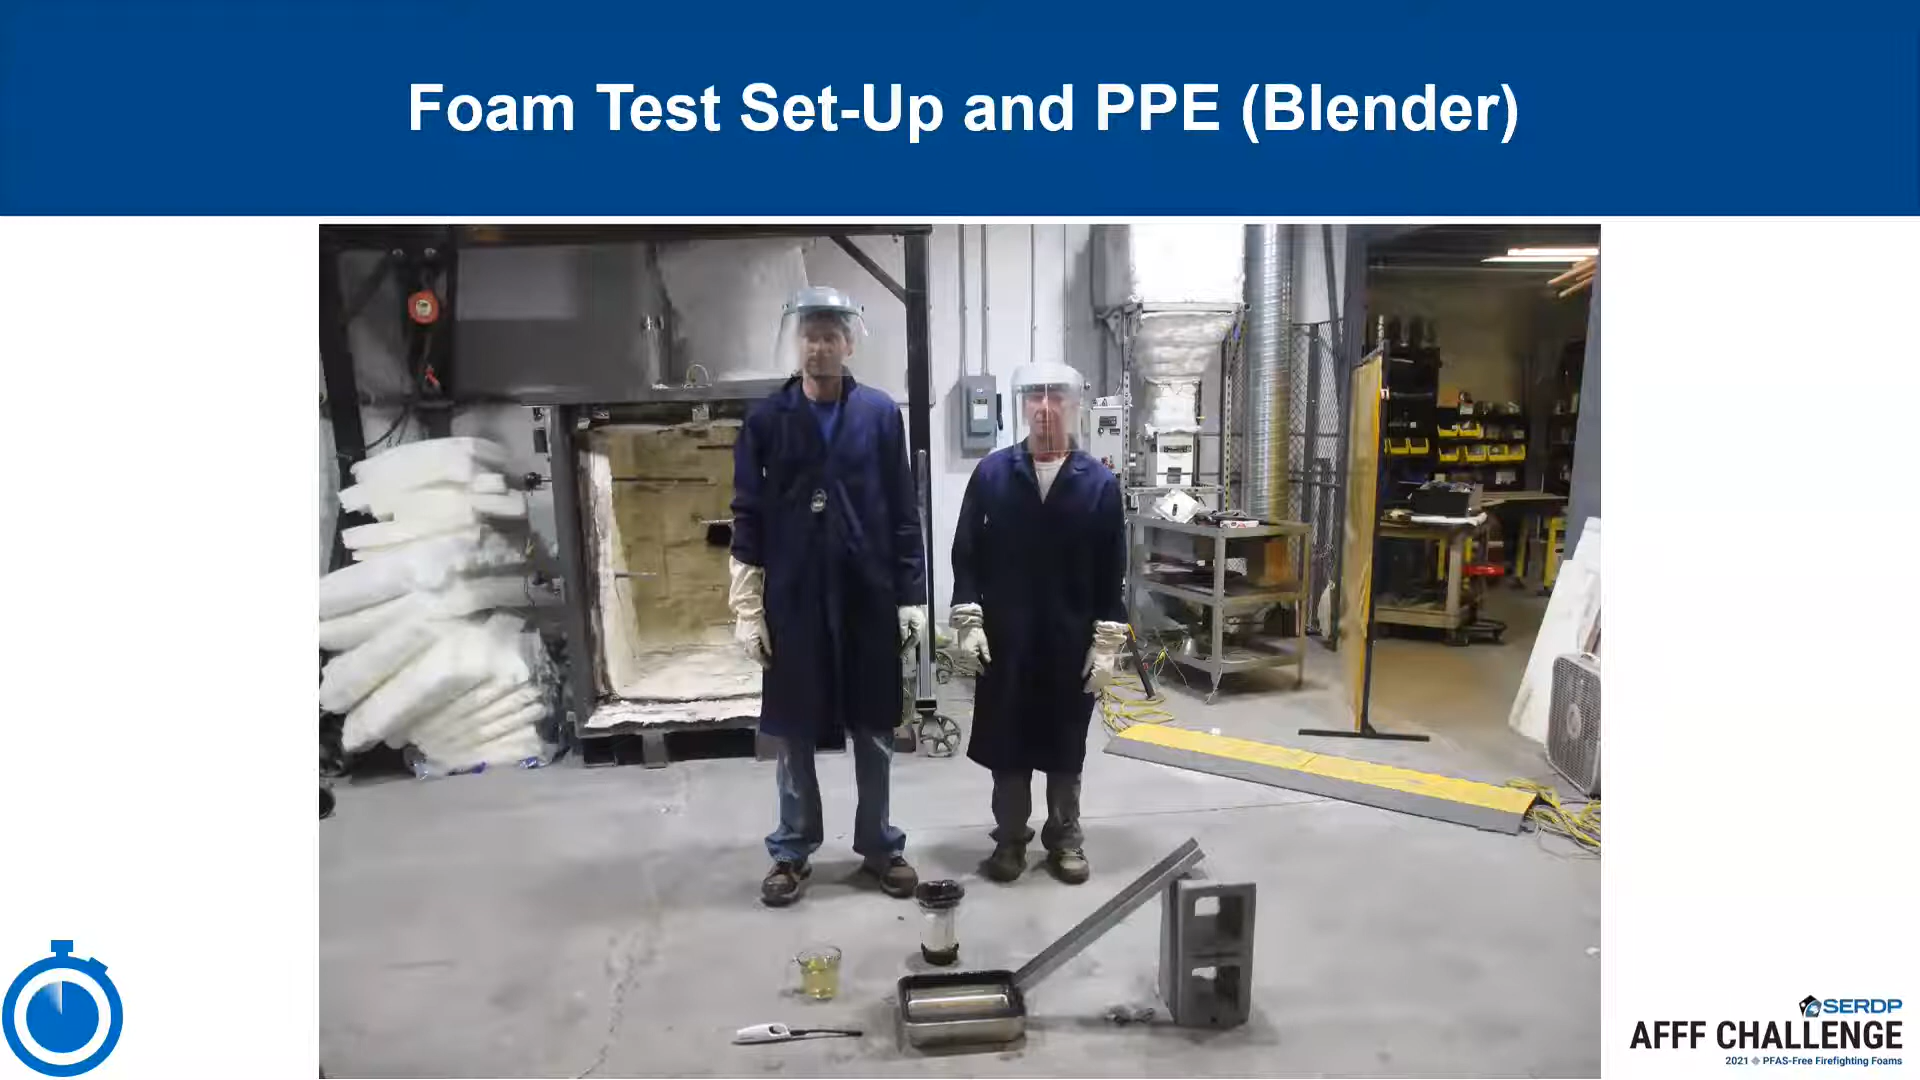 Foam Test Set-Up and PPE (Blender)
SERDP
AFFF CHALLENGE
2021 ◆ PFAS-Free Firefighting Foams